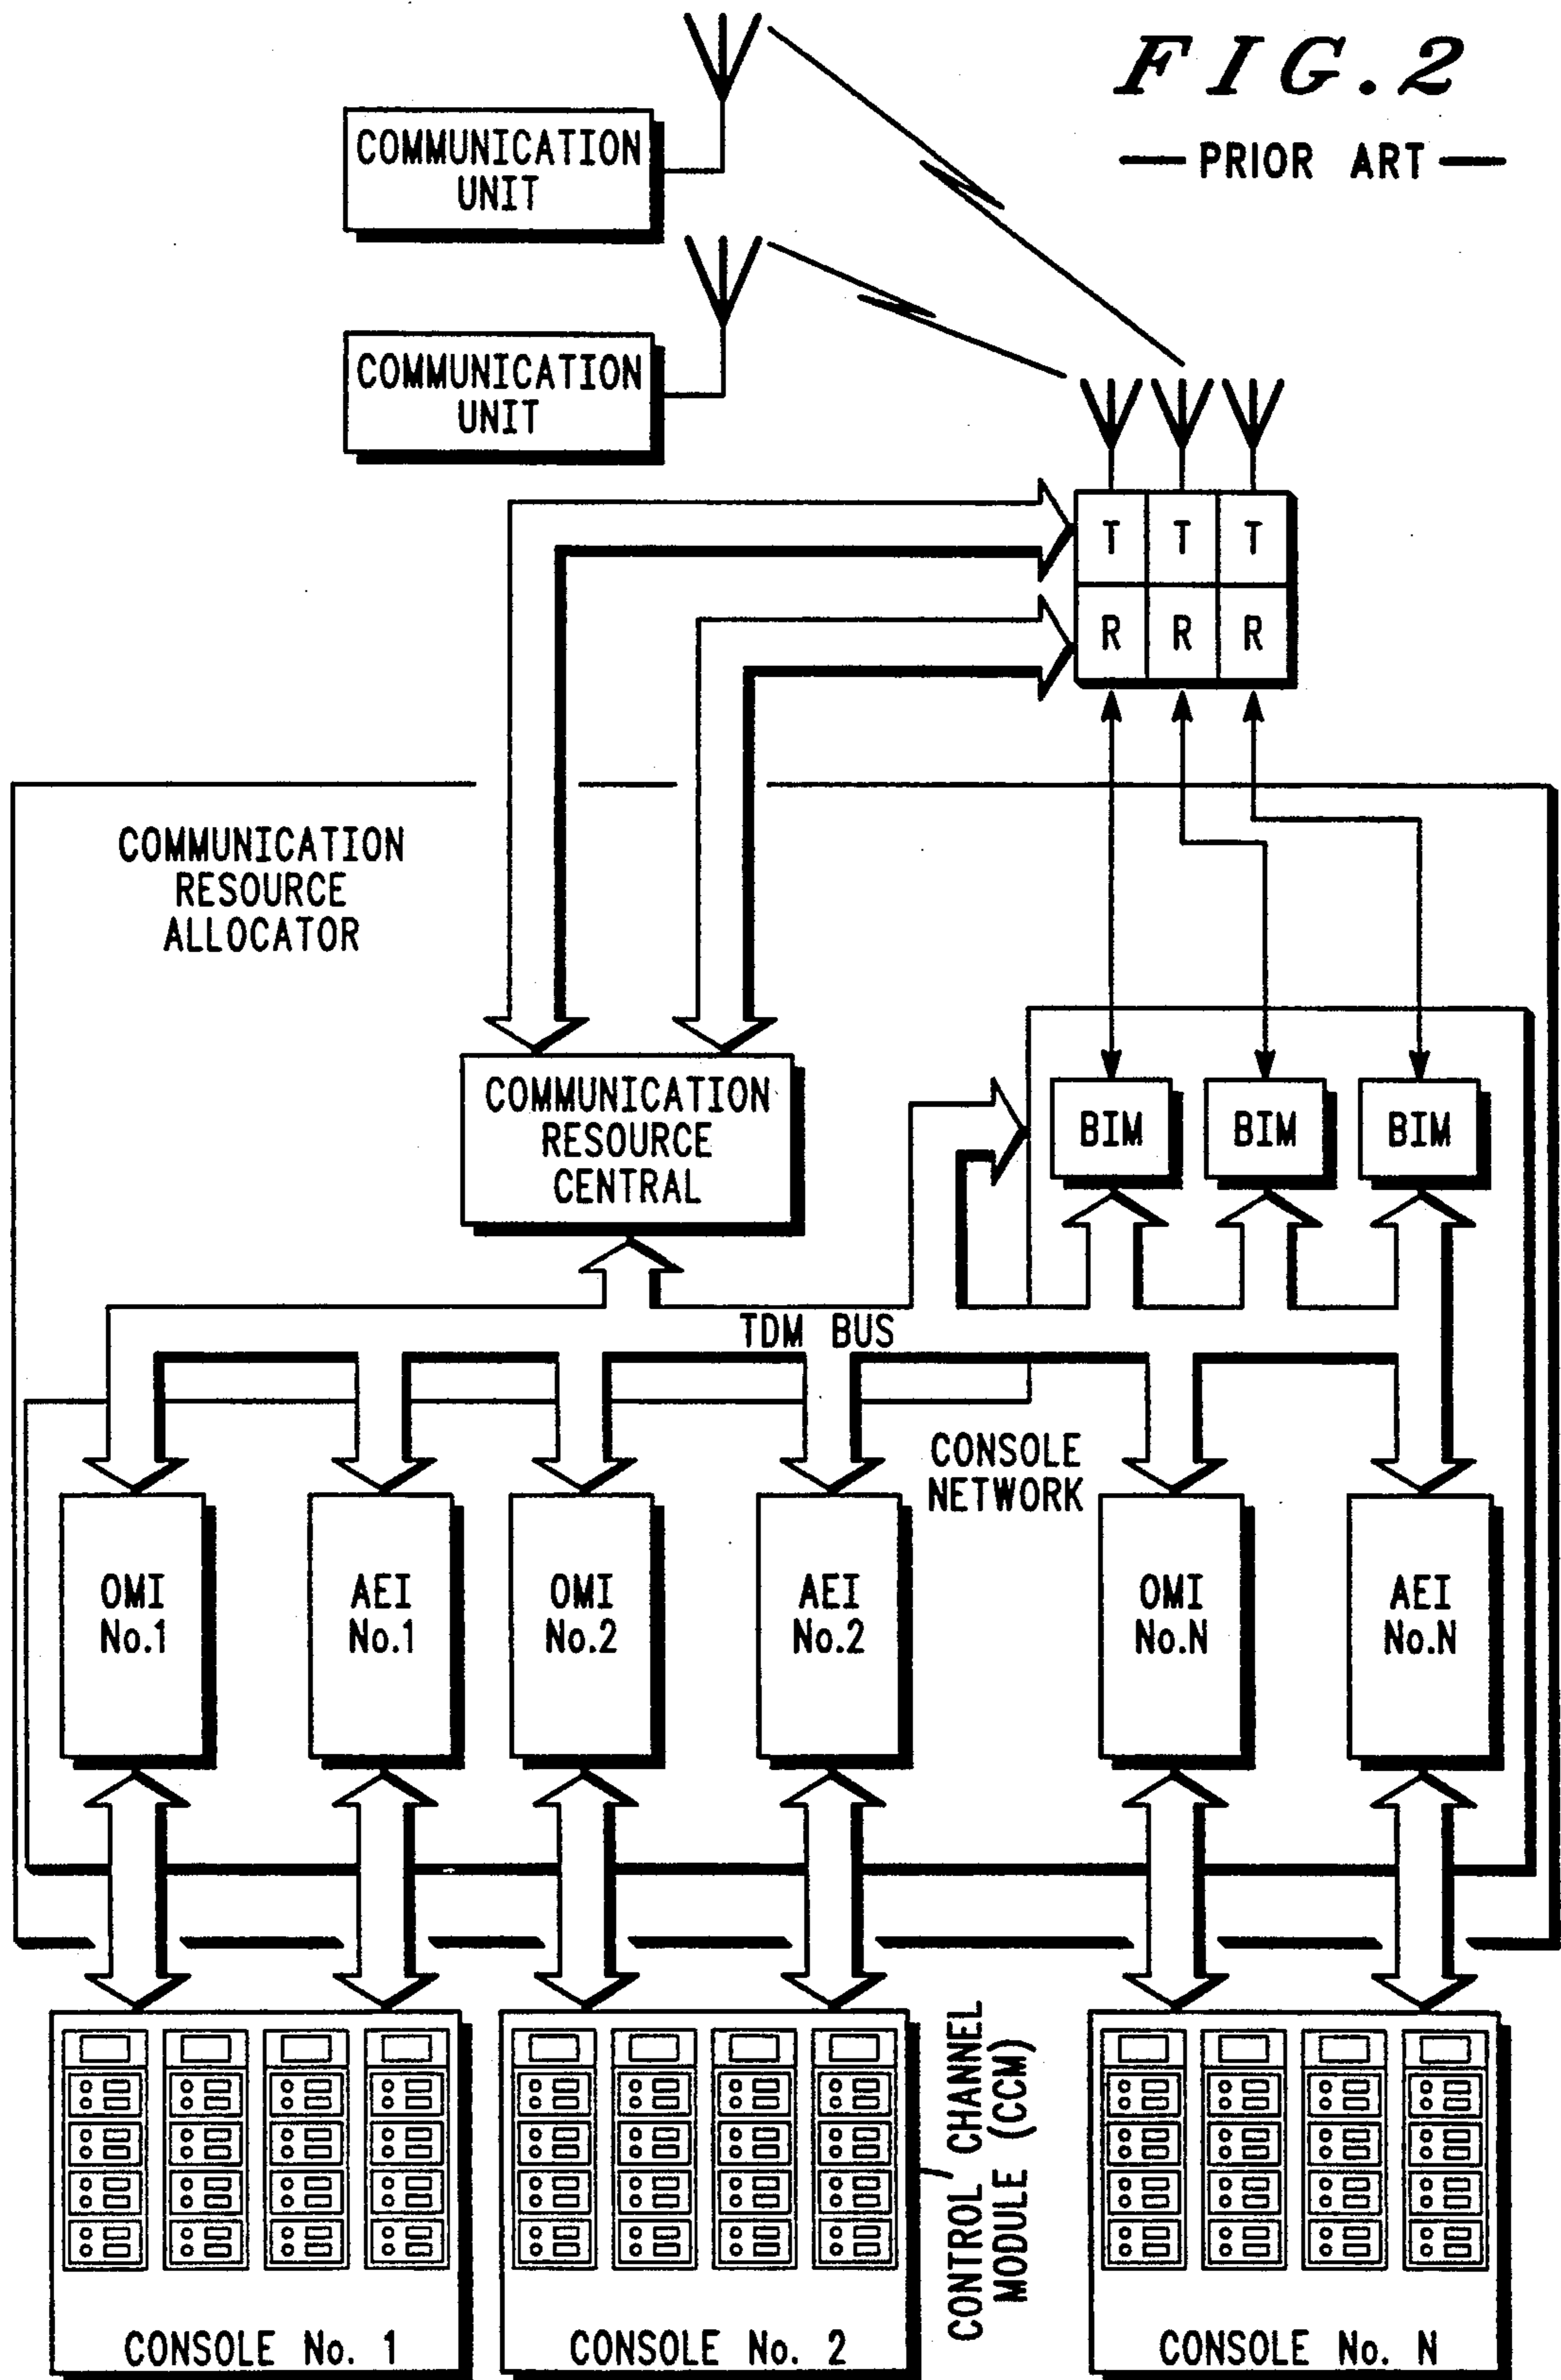 FIG.2
PRIOR ART
COMMUNICATION
UNIT
COMMUNICATION
UNIT
T T T
R R R
COMMUNICATION
RESOURCE
ALLOCATOR
COMMUNICATION
RESOURCE
CENTRAL
BIM BIM BIM
TDM BUS
CONSOLE
NETWORK
OMI
No.1
AEI
No.1
OMI
No.2
AEI
No.2
OMI
No.N
AEI
No.N
CONTROL CHANNEL
MODULE (CCM)
CONSOLE No. 1
CONSOLE No. 2
CONSOLE No. N